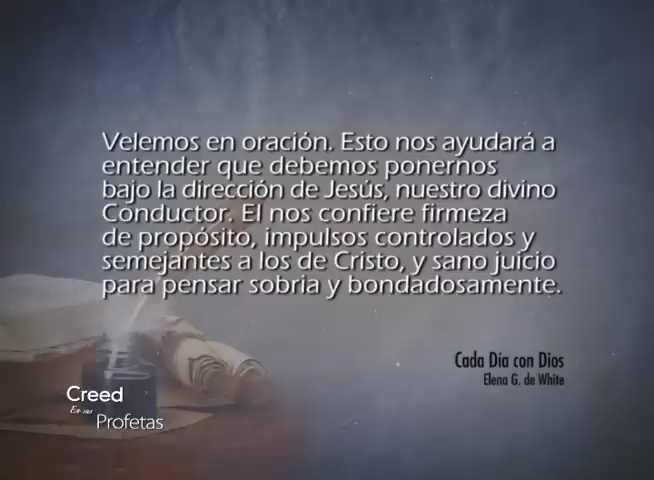 Velemos en oración. Esto nos ayudará a
entender que debemos ponernos
bajo la dirección de Jesús, nuestro divino
Conductor. El nos confiere firmeza
de propósito, impulsos controlados y
semejantes a los de Cristo, y sano juicio
para pensar sobria y bondadosamente.
Cada Día con Dios
Elena G. de White
Creed
En sus
Profetas